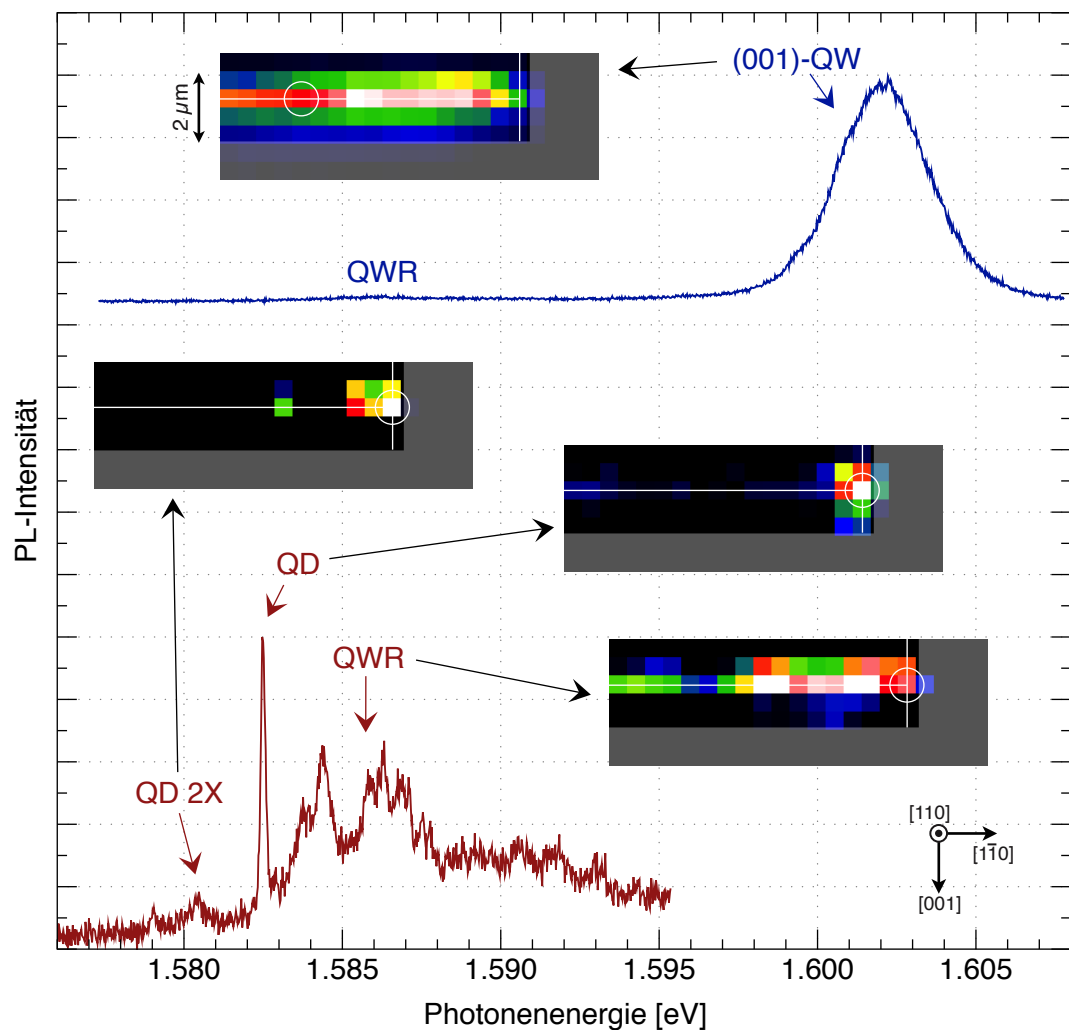 (001)-QW
2 µm
QWR
PL-Intensität
QD
QWR
QD 2X
[110]
[11̅0]
[001]
1.580 1.585 1.590 1.595 1.600 1.605
Photonenenergie [eV]